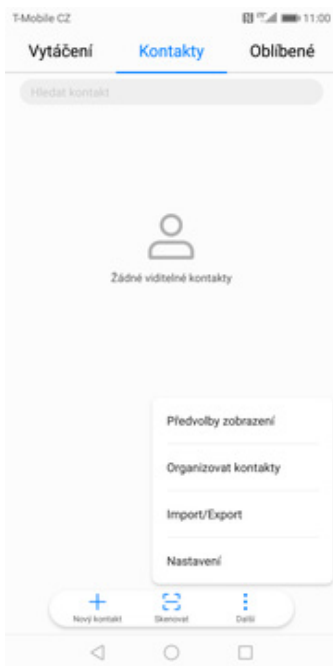 T-Mobile CZ 11:00
Vytáčení Kontakty Oblíbené
Hledat kontakt
Žádné viditelné kontakty
Předvolby zobrazení
Organizovat kontakty
Import/Export
Nastavení
Nový kontakt Skenovat Další